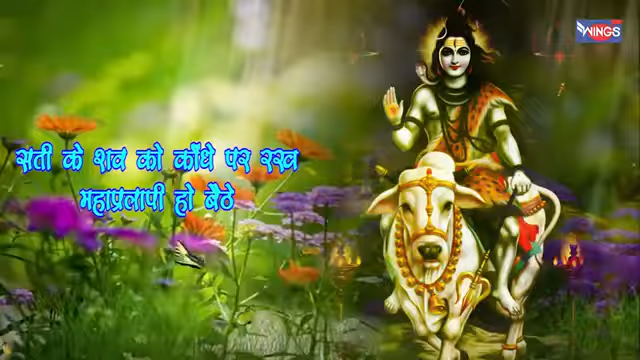 WINGS
सती के शव को काँधे पर रख
महाप्रलापी हो बैठे